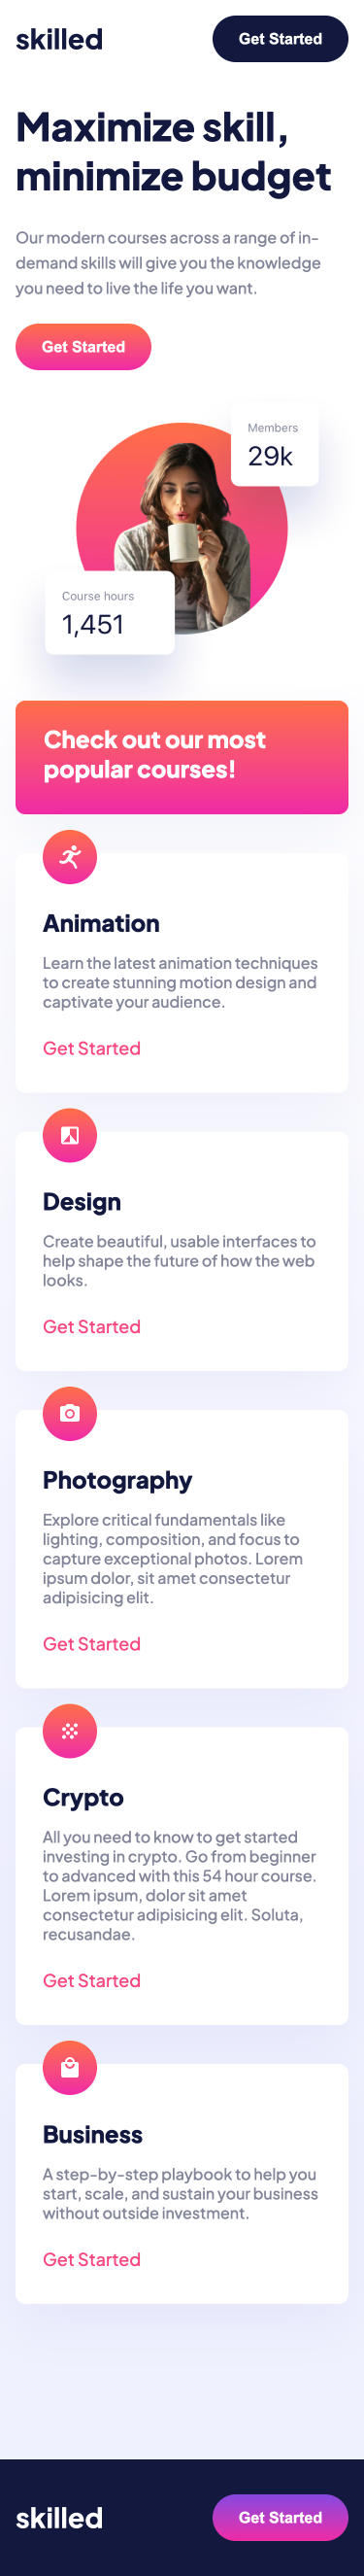 skilled
Get Started
Maximize skill,
minimize budget
Our modern courses across a range of in-
demand skills will give you the knowledge
you need to live the life you want.
Get Started
Members
29k
Course hours
1,451
Check out our most
popular courses!
Animation
Learn the latest animation techniques
to create stunning motion design and
captivate your audience.
Get Started
Design
Create beautiful, usable interfaces to
help shape the future of how the web
looks.
Get Started
Photography
Explore critical fundamentals like
lighting, composition, and focus to
capture exceptional photos. Lorem
ipsum dolor, sit amet consectetur
adipisicing elit.
Get Started
Crypto
All you need to know to get started
investing in crypto. Go from beginner
to advanced with this 54 hour course.
Lorem ipsum, dolor sit amet
consectetur adipisicing elit. Soluta,
recusandae.
Get Started
Business
A step-by-step playbook to help you
start, scale, and sustain your business
without outside investment.
Get Started
skilled
Get Started